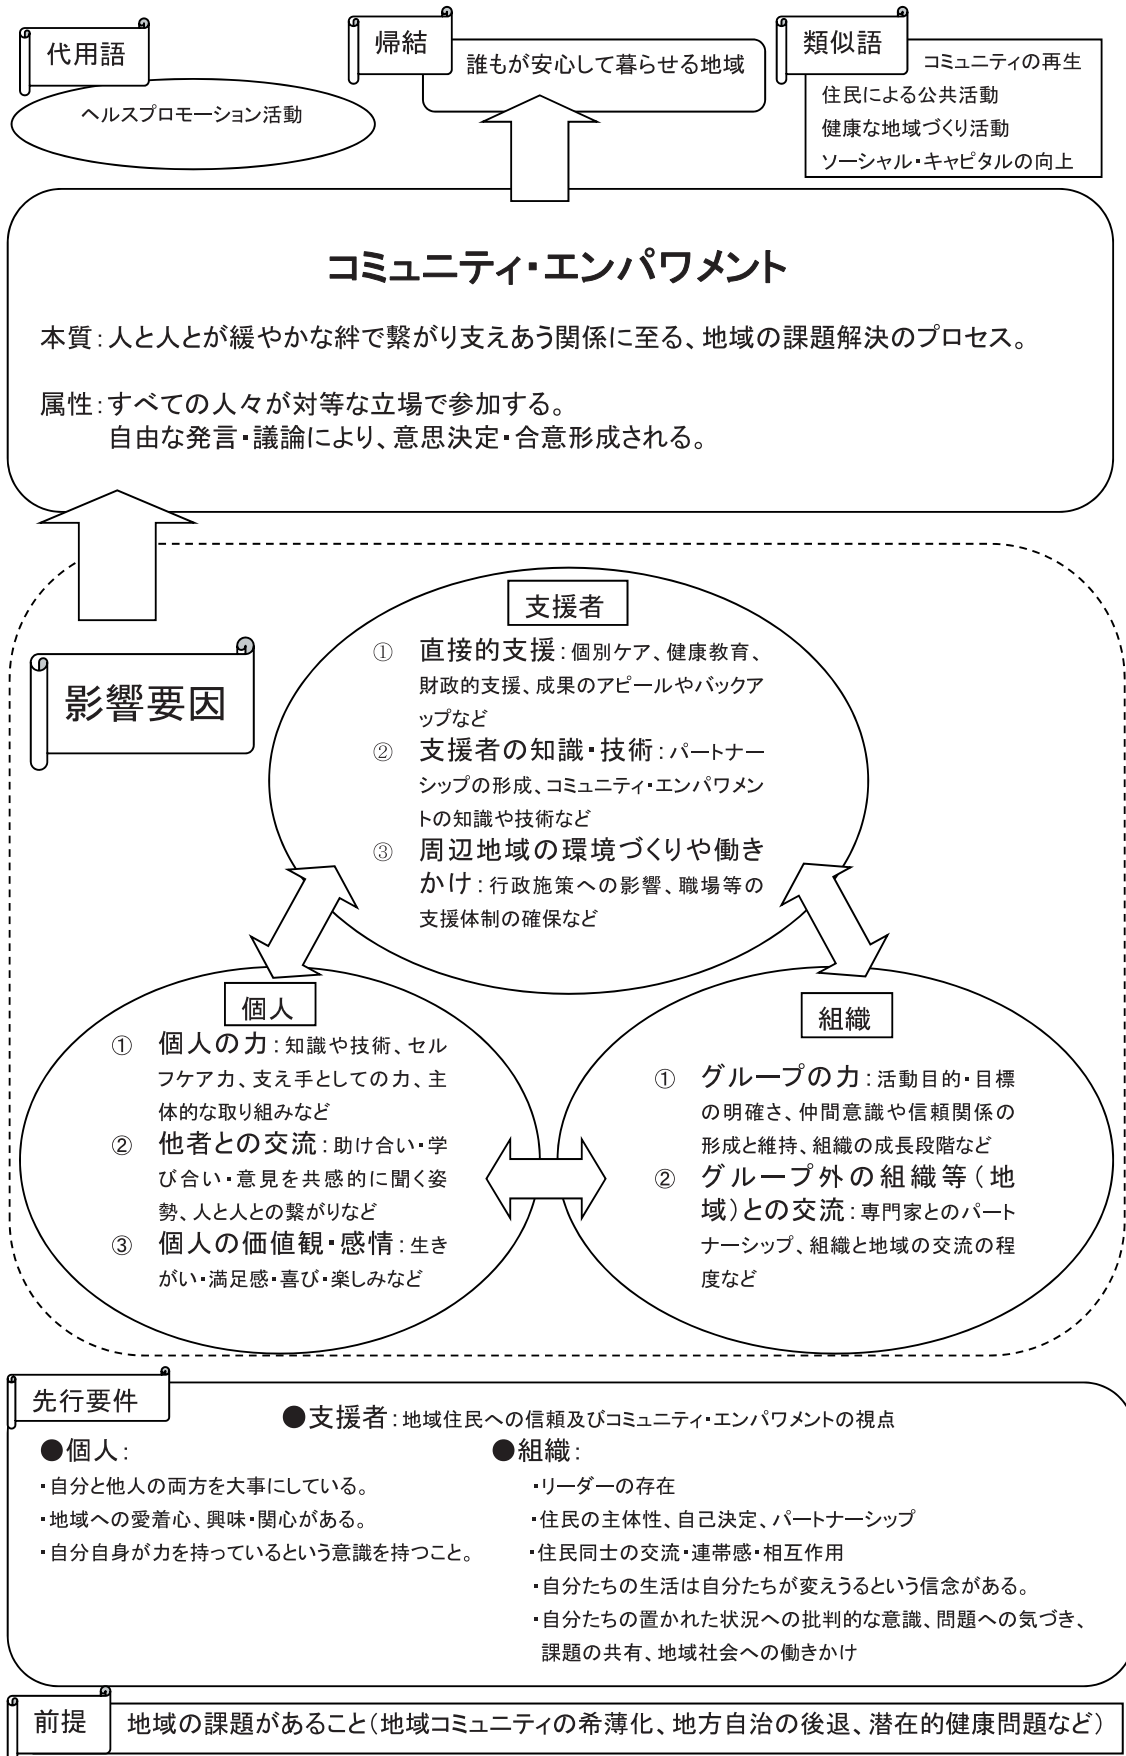 代用語
ヘルスプロモーション活動
帰結
誰もが安心して暮らせる地域
類似語
コミュニティの再生
住民による公共活動
健康な地域づくり活動
ソーシャル・キャピタルの向上
コミュニティ・エンパワメント
本質：人と人とが緩やかな絆で繋がり支えあう関係に至る、地域の課題解決のプロセス。
属性：すべての人々が対等な立場で参加する。
自由な発言・議論により、意思決定・合意形成される。
影響要因
支援者
① 直接的支援：個別ケア、健康教育、
財政的支援、成果のアピールやバックア
ップなど
② 支援者の知識・技術：パートナー
シップの形成、コミュニティ・エンパワメン
トの知識や技術など
③ 周辺地域の環境づくりや働き
かけ：行政施策への影響、職場等の
支援体制の確保など
個人
① 個人の力：知識や技術、セル
フケア力、支え手としての力、主
体的な取り組みなど
② 他者との交流：助け合い・学
び合い・意見を共感的に聞く姿
勢、人と人との繋がりなど
③ 個人の価値観・感情：生き
がい・満足感・喜び・楽しみなど
組織
① グループの力：活動目的・目標
の明確さ、仲間意識や信頼関係の
形成と維持、組織の成長段階など
② グループ外の組織等（地
域）との交流：専門家とのパート
ナーシップ、組織と地域の交流の程
度など
先行要件
●支援者：地域住民への信頼及びコミュニティ・エンパワメントの視点
●個人：
・自分と他人の両方を大事にしている。
・地域への愛着心、興味・関心がある。
・自分自身が力を持っているという意識を持つこと。
●組織：
・リーダーの存在
・住民の主体性、自己決定、パートナーシップ
・住民同士の交流・連帯感・相互作用
・自分たちの生活は自分たちが変えうるという信念がある。
・自分たちの置かれた状況への批判的な意識、問題への気づき、
課題の共有、地域社会への働きかけ
前提
地域の課題があること（地域コミュニティの希薄化、地方自治の後退、潜在的健康問題など）